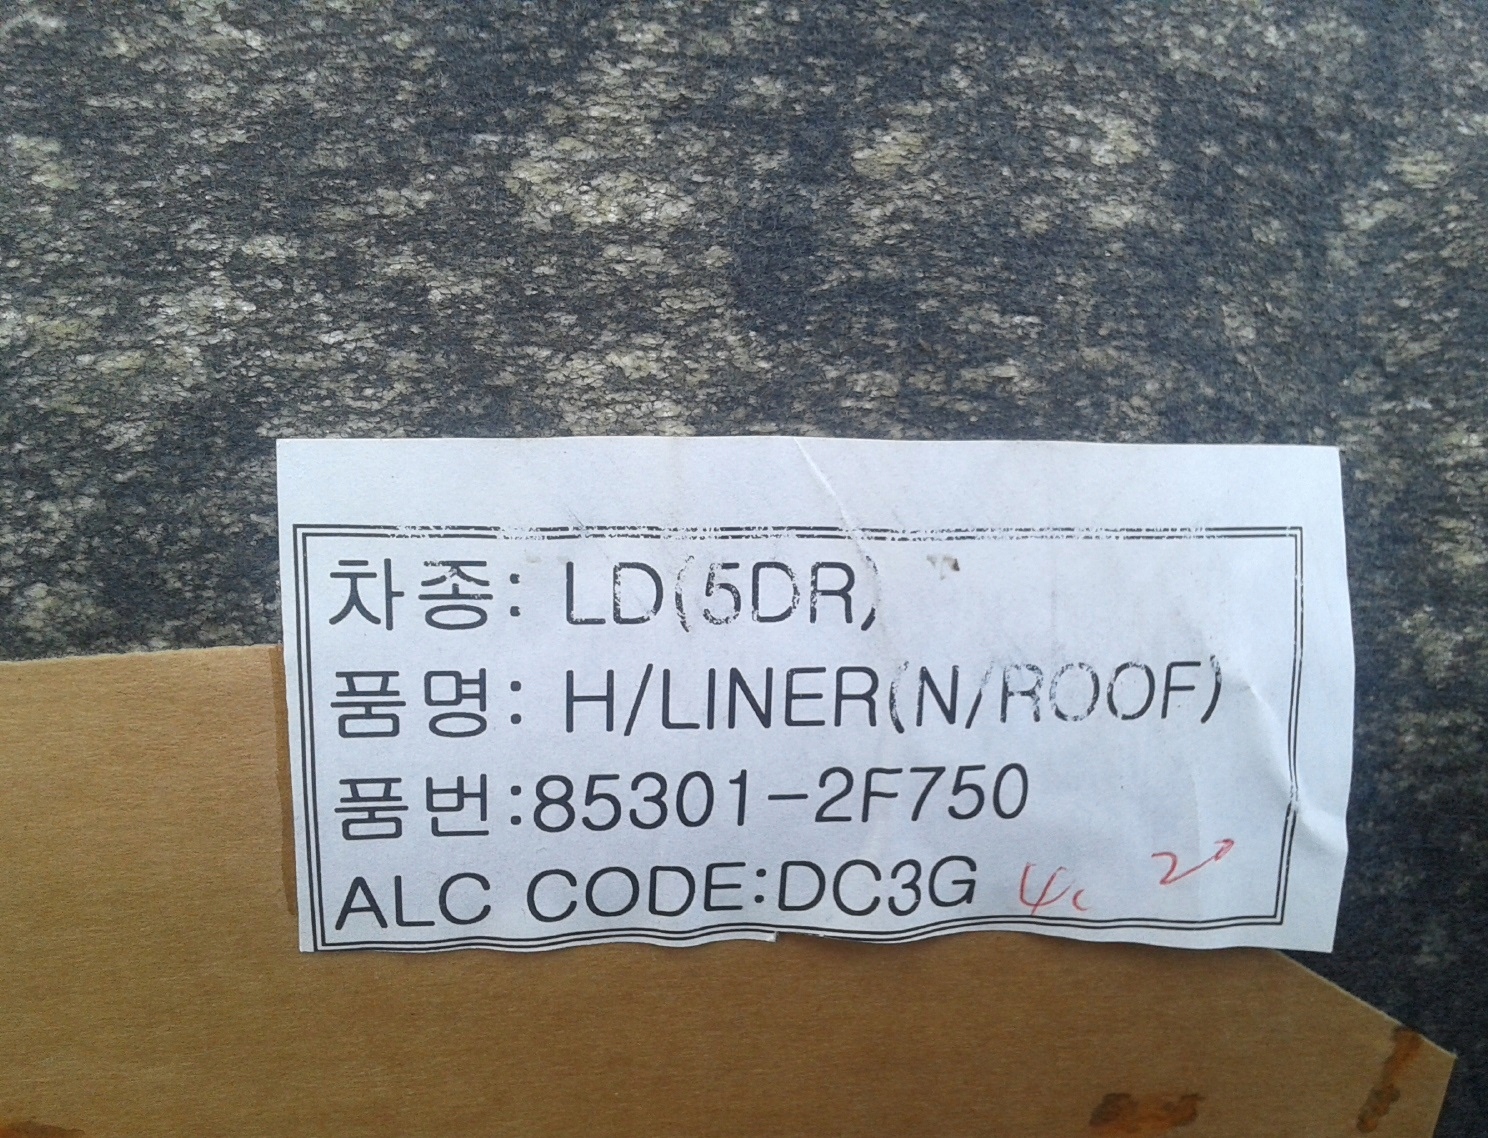 차종: LD(5DR)
품명: H/LINER(N/ROOF)
품번:85301-2F750
ALC CODE:DC3G